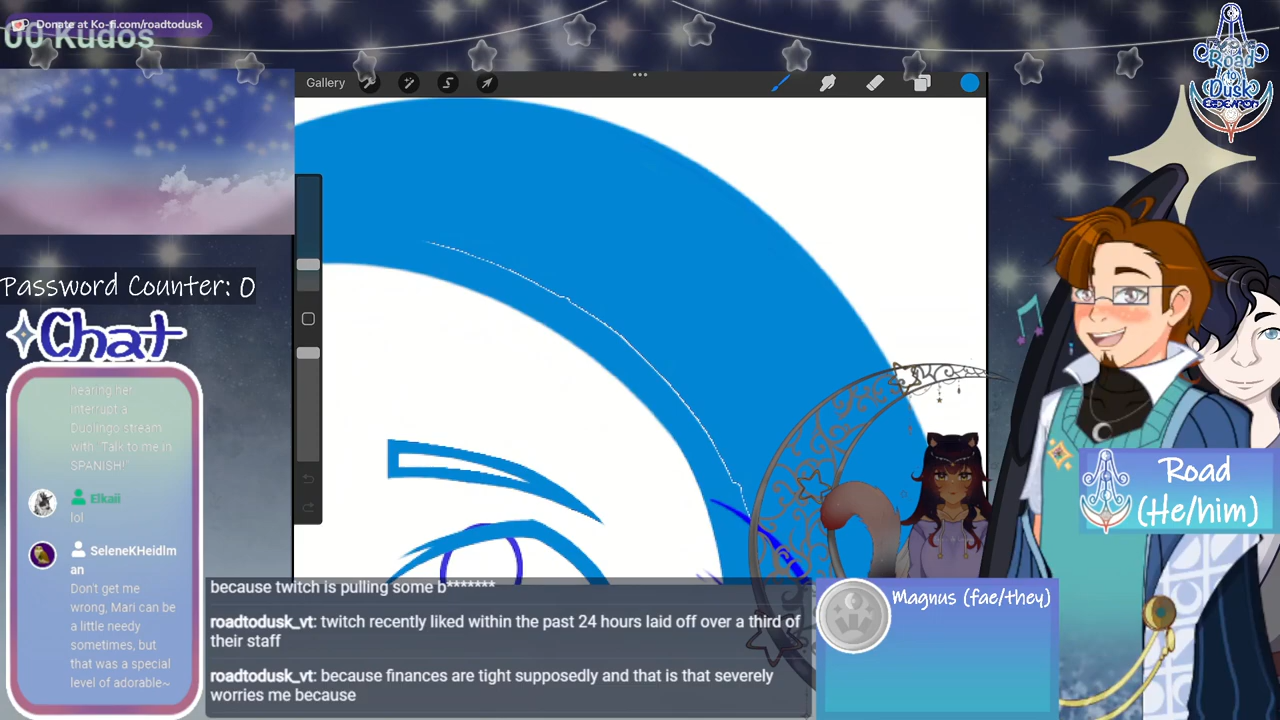 Donate at Ko-fi.com/roadtodusk
00 Kudos
Gallery
Road
to
Dusk
Password Counter: 0
Chat
hearing her
interrupt a
Duolingo stream
with "Talk to me in
SPANISH!"
Elkaii
lol
SeleneKHeidlm
an
Don't get me
wrong, Mari can be
a little needy
sometimes, but
that was a special
level of adorable~
because twitch is pulling some b*******
roadtodusk_vt: twitch recently liked within the past 24 hours laid off over a third of
their staff
roadtodusk_vt: because finances are tight supposedly and that is that severely
worries me because
Magnus (fae/they)
Road
(He/him)